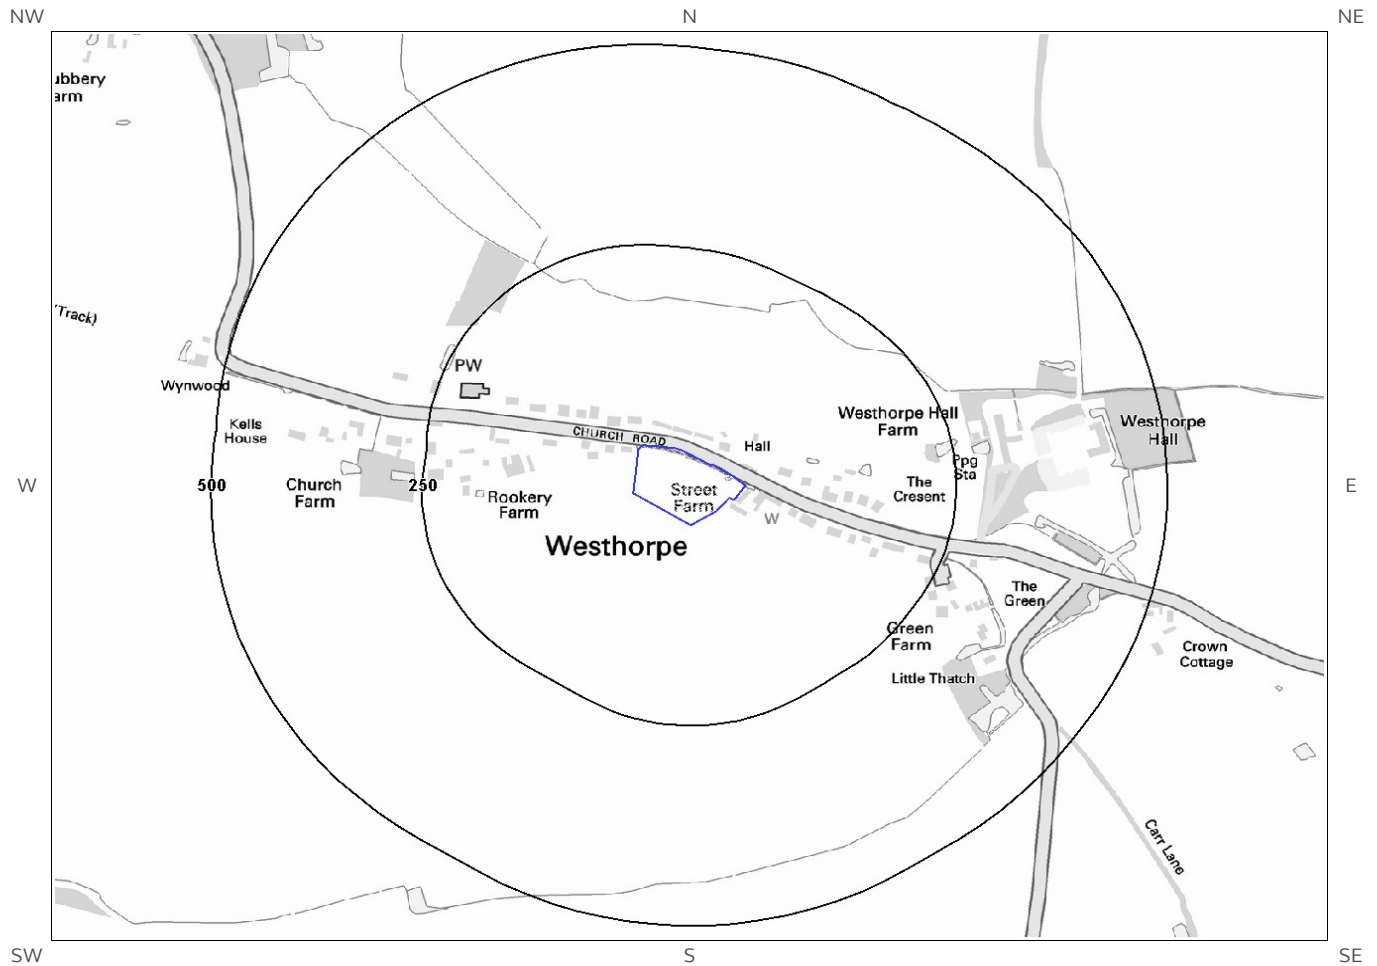 NW
N
NE
ubbery
arm
(Track)
PW
Wynwood
Kells
House
CHURCH ROAD
Hall
Westhorpe Hall
Farm
Westhorpe
Hall
Ppg
Sta
W
500
Church
Farm
250
Rookery
Farm
Street
Farm
The
Cresent
E
W
Westhorpe
The
Green
Green
Farm
Little Thatch
Crown
Cottage
Carr Lane
SW
S
SE